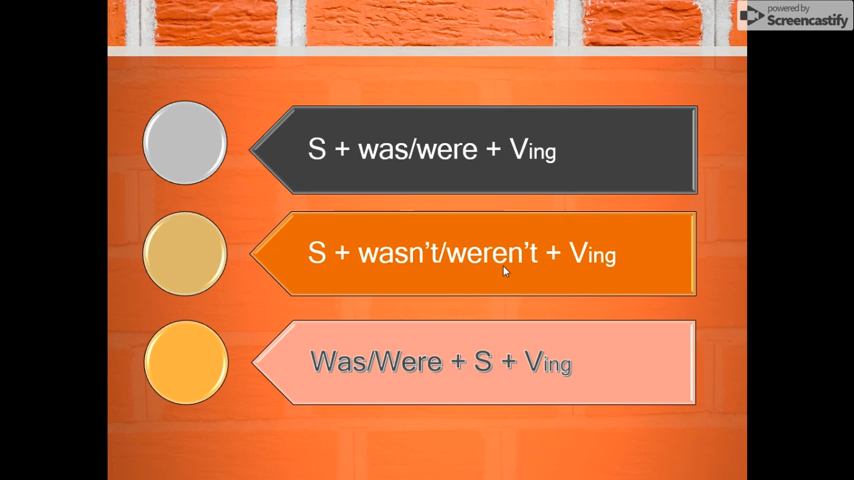 powered by
Screencastify
S + was/were + Ving
S + wasn't/weren't + Ving
Was/Were + S + Ving